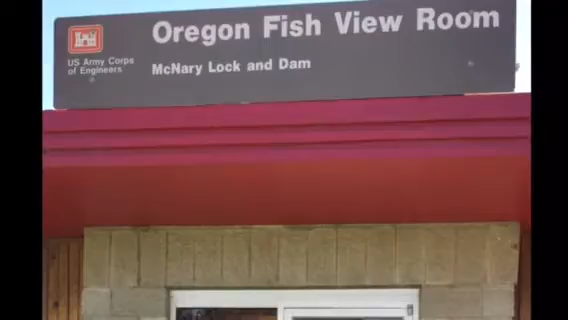 Oregon Fish View Room
US Army Corps
of Engineers
McNary Lock and Dam